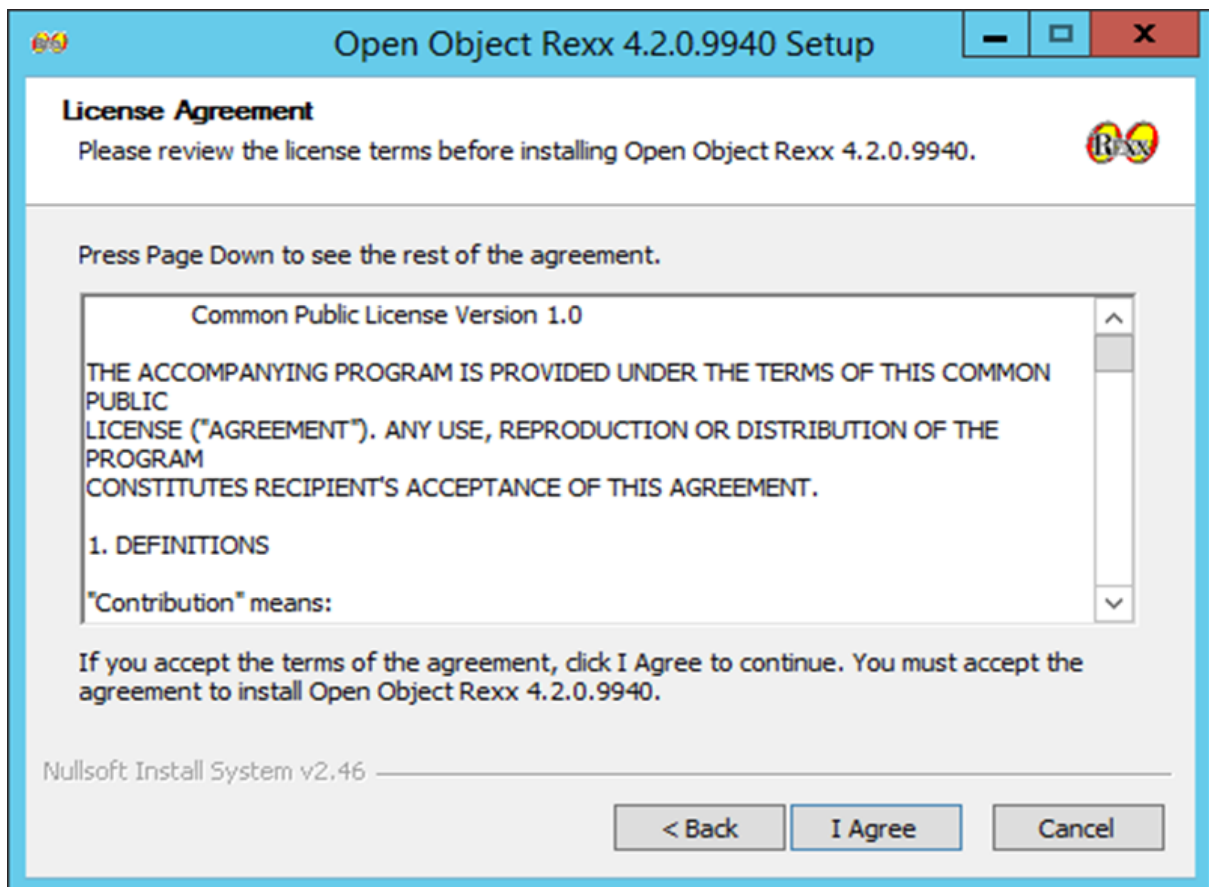 Open Object Rexx 4.2.0.9940 Setup
License Agreement
Please review the license terms before installing Open Object Rexx 4.2.0.9940.
Rexx
Press Page Down to see the rest of the agreement.
Common Public License Version 1.0
THE ACCOMPANYING PROGRAM IS PROVIDED UNDER THE TERMS OF THIS COMMON
PUBLIC
LICENSE ("AGREEMENT"). ANY USE, REPRODUCTION OR DISTRIBUTION OF THE
PROGRAM
CONSTITUTES RECIPIENT'S ACCEPTANCE OF THIS AGREEMENT.
1. DEFINITIONS
"Contribution" means:
If you accept the terms of the agreement, click I Agree to continue. You must accept the
agreement to install Open Object Rexx 4.2.0.9940.
Nullsoft Install System v2.46
< Back
I Agree
Cancel